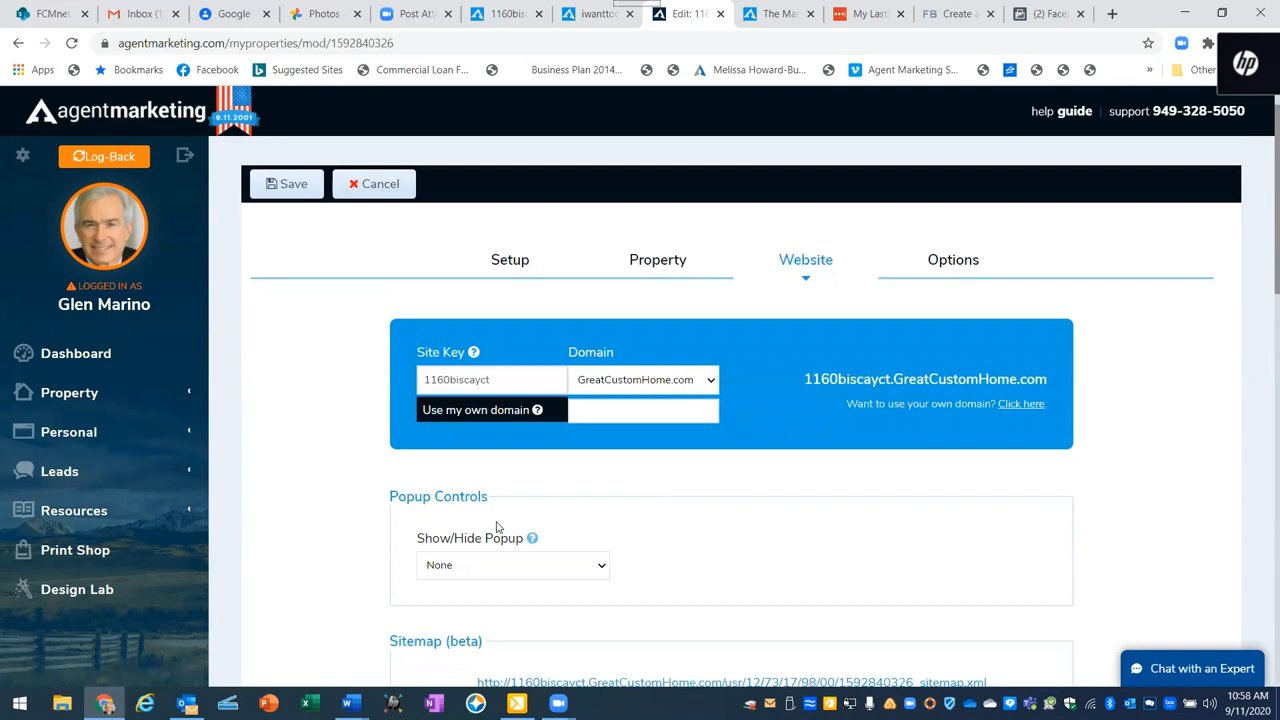 FCMnet
Inbox (1
Google
Photos -
Post Att
1160bis
iwanttoc
Edit: 116
The Ma
My Last
FB Create a
(2) Face
agentmarketing.com/myproperties/mod/1592840326
Apps
Bookmarks
Facebook
Suggested Sites
Commercial Loan F...
Business Plan 2014...
Melissa Howard-Bu...
Agent Marketing S...
»
Other
hp
agentmarketing
9.11.2001
help guide | support 949-328-5050
Log-Back
LOGGED IN AS
Glen Marino
Dashboard
Property
Personal
Leads
Resources
Print Shop
Design Lab
Save
Cancel
Setup
Property
Website
Options
Site Key ?
Domain
1160biscayct
GreatCustomHome.com
1160biscayct.GreatCustomHome.com
Use my own domain ?
Want to use your own domain? Click here.
Popup Controls
Show/Hide Popup ?
None
Sitemap (beta)
http://1160biscayct.GreatCustomHome.com/usr/12/73/17/98/00/1592840326_sitemap.xml
Chat with an Expert
10:58 AM
9/11/2020